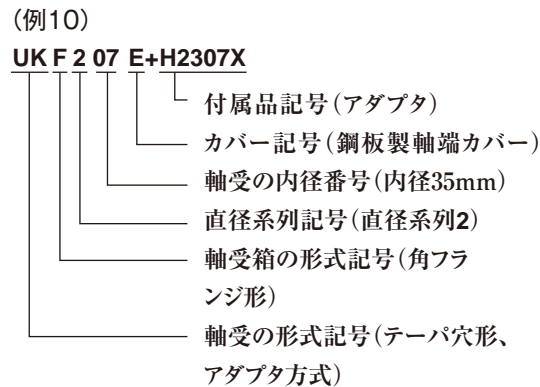 (例10)
UK F 2 07 E+H2307X
付属品記号(アダプタ)
カバー記号(鋼板製軸端カバー)
軸受の内径番号(内径35mm)
直径系列記号(直径系列2)
軸受箱の形式記号(角フラ
ンジ形)
軸受の形式記号(テーパ穴形、
アダプタ方式)